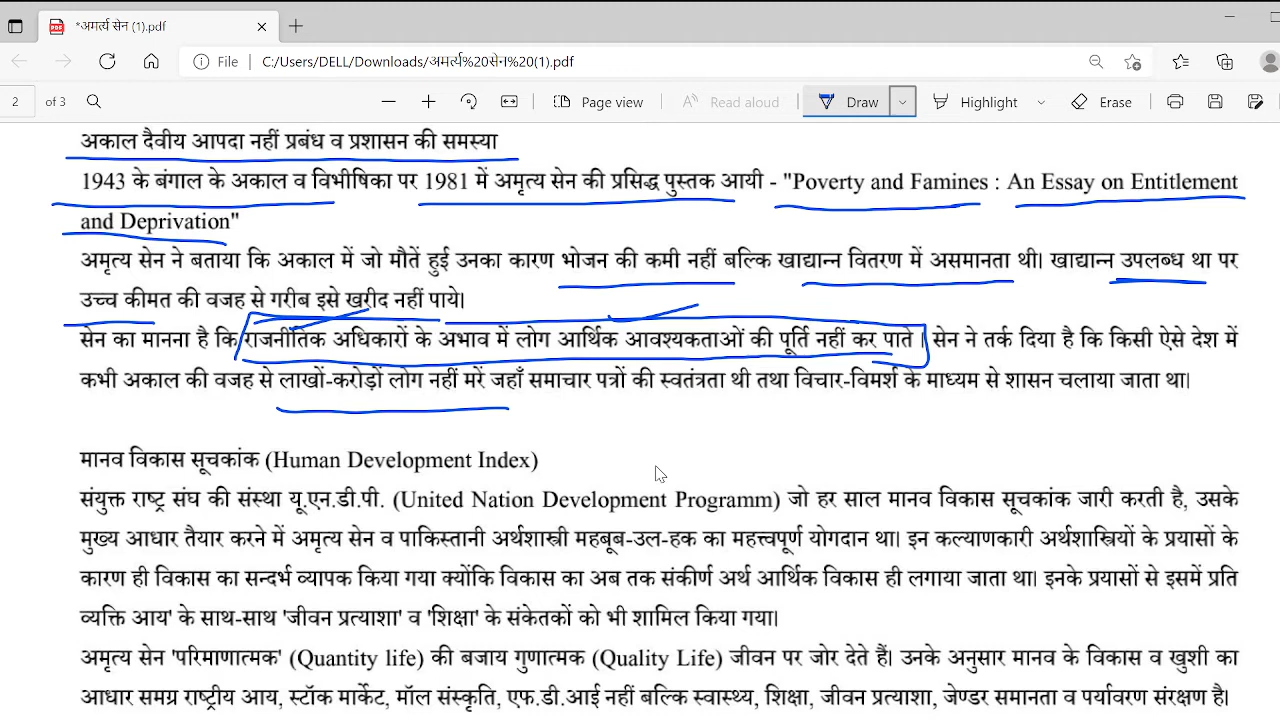 *अमर्त्य सेन (1).pdf
File C:/Users/DELL/Downloads/अमर्त्य%20सेन%20(1).pdf
2 of 3 Page view Read aloud Draw Highlight Erase
अकाल दैवीय आपदा नहीं प्रबंध व प्रशासन की समस्या
1943 के बंगाल के अकाल व विभीषिका पर 1981 में अमृत्य सेन की प्रसिद्ध पुस्तक आयी - "Poverty and Famines : An Essay on Entitlement
and Deprivation"
अमृत्य सेन ने बताया कि अकाल में जो मौतें हुई उनका कारण भोजन की कमी नहीं बल्कि खाद्यान्न वितरण में असमानता थी। खाद्यान्न उपलब्ध था पर
उच्च कीमत की वजह से गरीब इसे खरीद नहीं पाये।
सेन का मानना है कि राजनीतिक अधिकारों के अभाव में लोग आर्थिक आवश्यकताओं की पूर्ति नहीं कर पाते। सेन ने तर्क दिया है कि किसी ऐसे देश में
कभी अकाल की वजह से लाखों-करोड़ों लोग नहीं मरें जहाँ समाचार पत्रों की स्वतंत्रता थी तथा विचार-विमर्श के माध्यम से शासन चलाया जाता था।
मानव विकास सूचकांक (Human Development Index)
संयुक्त राष्ट्र संघ की संस्था यू.एन.डी.पी. (United Nation Development Programm) जो हर साल मानव विकास सूचकांक जारी करती है, उसके
मुख्य आधार तैयार करने में अमृत्य सेन व पाकिस्तानी अर्थशास्त्री महबूब-उल-हक का महत्त्वपूर्ण योगदान था। इन कल्याणकारी अर्थशास्त्रियों के प्रयासों के
कारण ही विकास का सन्दर्भ व्यापक किया गया क्योंकि विकास का अब तक संकीर्ण अर्थ आर्थिक विकास ही लगाया जाता था। इनके प्रयासों से इसमें प्रति
व्यक्ति आय' के साथ-साथ 'जीवन प्रत्याशा' व 'शिक्षा' के संकेतकों को भी शामिल किया गया।
अमृत्य सेन 'परिमाणात्मक' (Quantity life) की बजाय गुणात्मक (Quality Life) जीवन पर जोर देते हैं। उनके अनुसार मानव के विकास व खुशी का
आधार समग्र राष्ट्रीय आय, स्टॉक मार्केट, मॉल संस्कृति, एफ.डी.आई नहीं बल्कि स्वास्थ्य, शिक्षा, जीवन प्रत्याशा, जेण्डर समानता व पर्यावरण संरक्षण है।